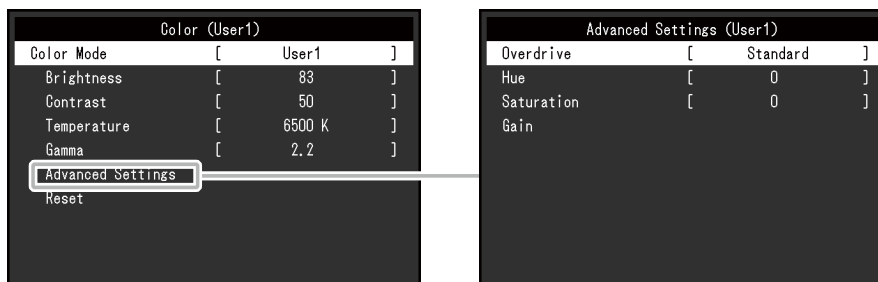 Color (User1)
Color Mode [ User1 ]
Brightness [ 83 ]
Contrast [ 50 ]
Temperature [ 6500 K ]
Gamma [ 2.2 ]
Advanced Settings
Reset
Advanced Settings (User1)
Overdrive [ Standard ]
Hue [ 0 ]
Saturation [ 0 ]
Gain